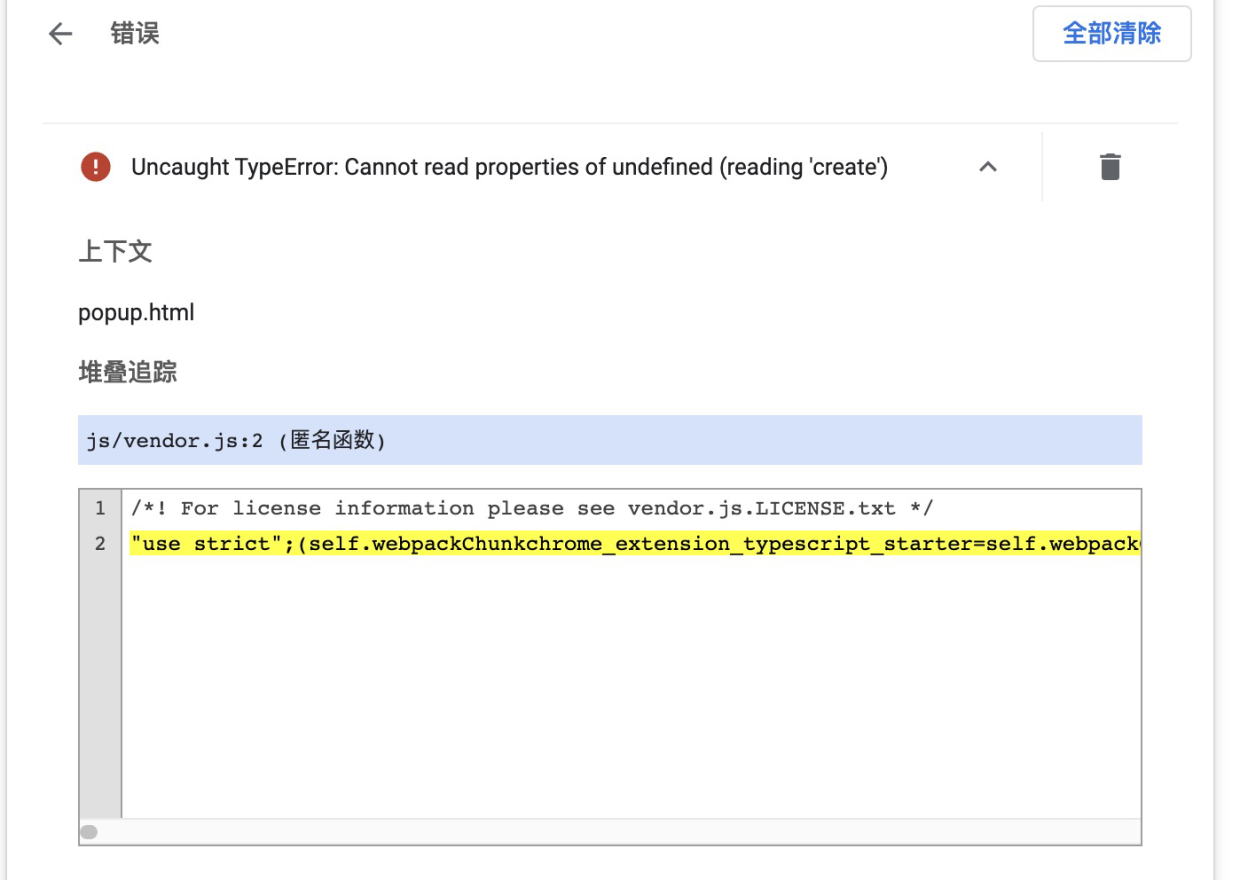 错误
全部清除
Uncaught TypeError: Cannot read properties of undefined (reading 'create')
上下文
popup.html
堆叠追踪
js/vendor.js:2 (匿名函数)
1 /*! For license information please see vendor.js.LICENSE.txt */
2 "use strict";(self.webpackChunkchrome_extension_typescript_starter=self.webpack